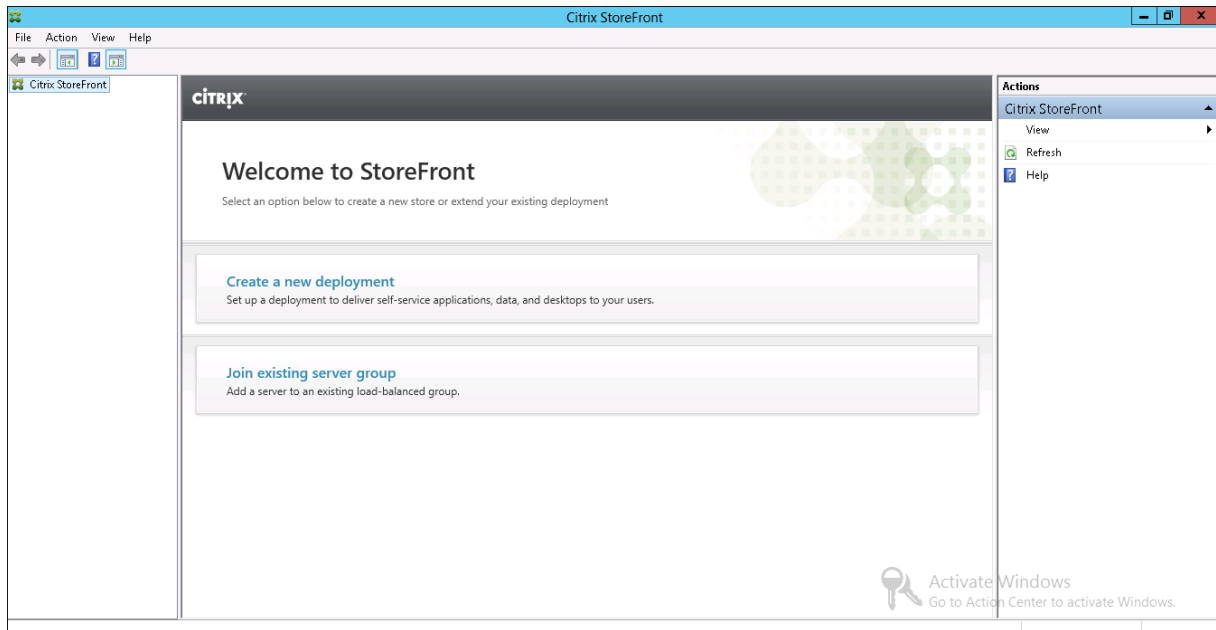 Citrix StoreFront
File Action View Help
Citrix StoreFront
CİTRIX
Welcome to StoreFront
Select an option below to create a new store or extend your existing deployment
Create a new deployment
Set up a deployment to deliver self-service applications, data, and desktops to your users.
Join existing server group
Add a server to an existing load-balanced group.
Actions
Citrix StoreFront
View
Refresh
Help
Activate Windows
Go to Action Center to activate Windows.